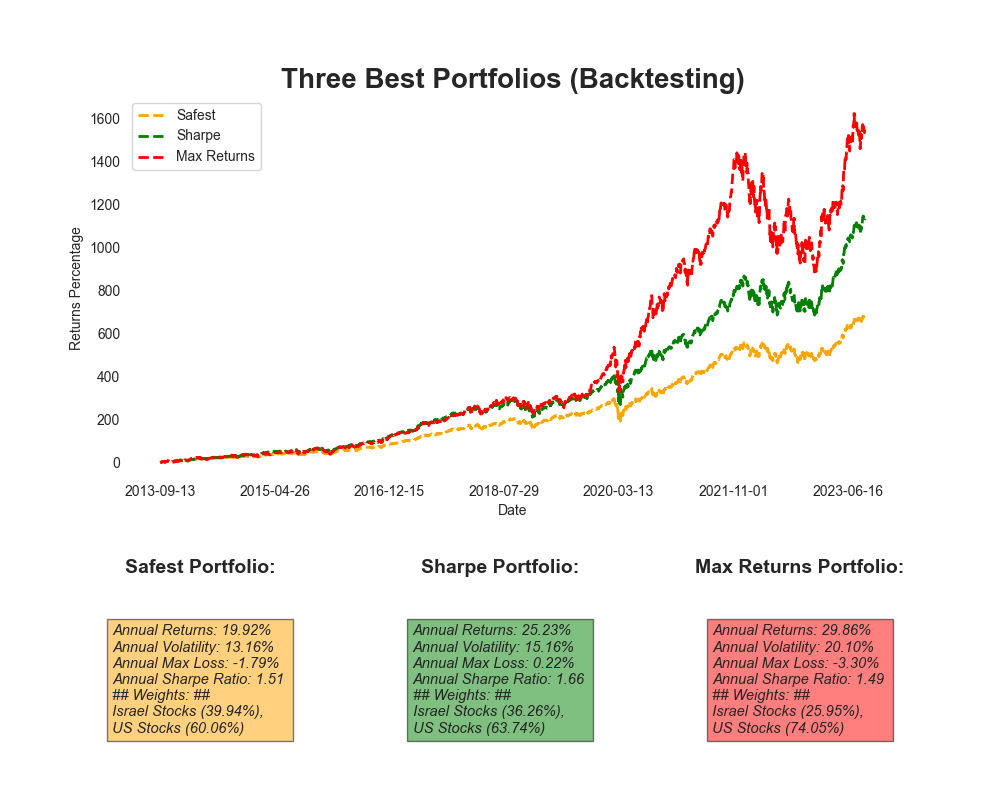 Three Best Portfolios (Backtesting)
Safest
Sharpe
Max Returns
1600
1400
1200
1000
800
600
400
200
0
Returns Percentage
2013-09-13
2015-04-26
2016-12-15
2018-07-29
2020-03-13
2021-11-01
2023-06-16
Date
Safest Portfolio:
Annual Returns: 19.92%
Annual Volatility: 13.16%
Annual Max Loss: -1.79%
Annual Sharpe Ratio: 1.51
## Weights: ##
Israel Stocks (39.94%),
US Stocks (60.06%)
Sharpe Portfolio:
Annual Returns: 25.23%
Annual Volatility: 15.16%
Annual Max Loss: 0.22%
Annual Sharpe Ratio: 1.66
## Weights: ##
Israel Stocks (36.26%),
US Stocks (63.74%)
Max Returns Portfolio:
Annual Returns: 29.86%
Annual Volatility: 20.10%
Annual Max Loss: -3.30%
Annual Sharpe Ratio: 1.49
## Weights: ##
Israel Stocks (25.95%),
US Stocks (74.05%)